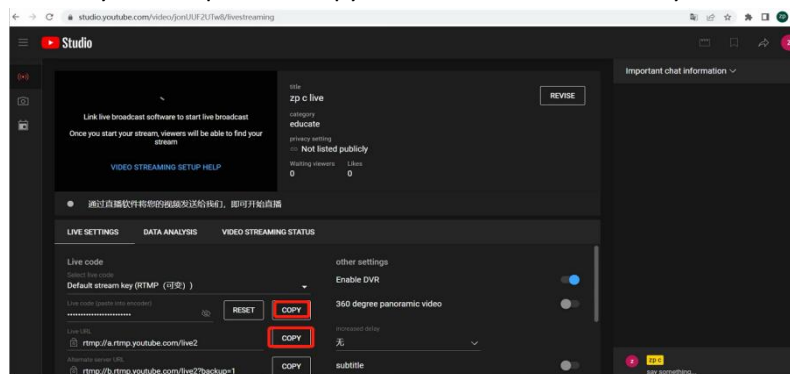 studio.youtube.com/video/jonUUF2UTw8/livestreaming
zp
Studio
Important chat information
Link live broadcast software to start live broadcast
Once you start your stream, viewers will be able to find your
stream
VIDEO STREAMING SETUP HELP
title
zp c live
REVISE
category
educate
privacy setting
Not listed publicly
Waiting viewers Likes
0 0
通过直播软件将您的视频发送给我们，即可开始直播
LIVE SETTINGS DATA ANALYSIS VIDEO STREAMING STATUS
Live code
Select live code
Default stream key (RTMP（可变）)
Live code (paste into encoder)
•••••••••••••••••••••••
RESET COPY
Live URL
rtmp://a.rtmp.youtube.com/live2
COPY
Alternate server URL
rtmp://b.rtmp.youtube.com/live2?backup=1
COPY
other settings
Enable DVR
360 degree panoramic video
increased delay
无
subtitle
z zp c
say something...